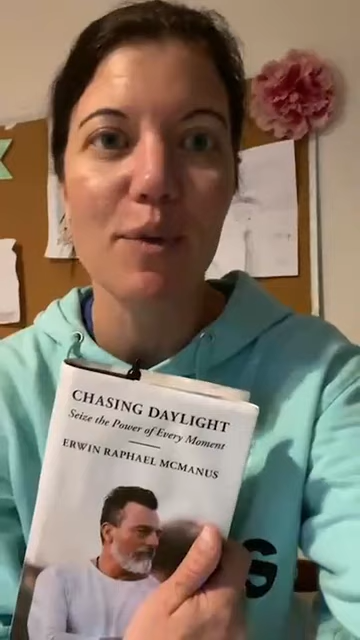 CHASING DAYLIGHT
Seize the Power of Every Moment
ERWIN RAPHAEL MCMANUS
S